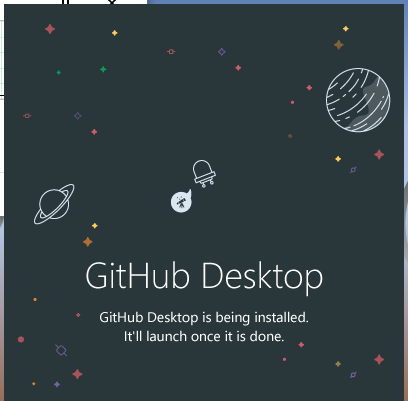 GitHub Desktop
GitHub Desktop is being installed.
It'll launch once it is done.